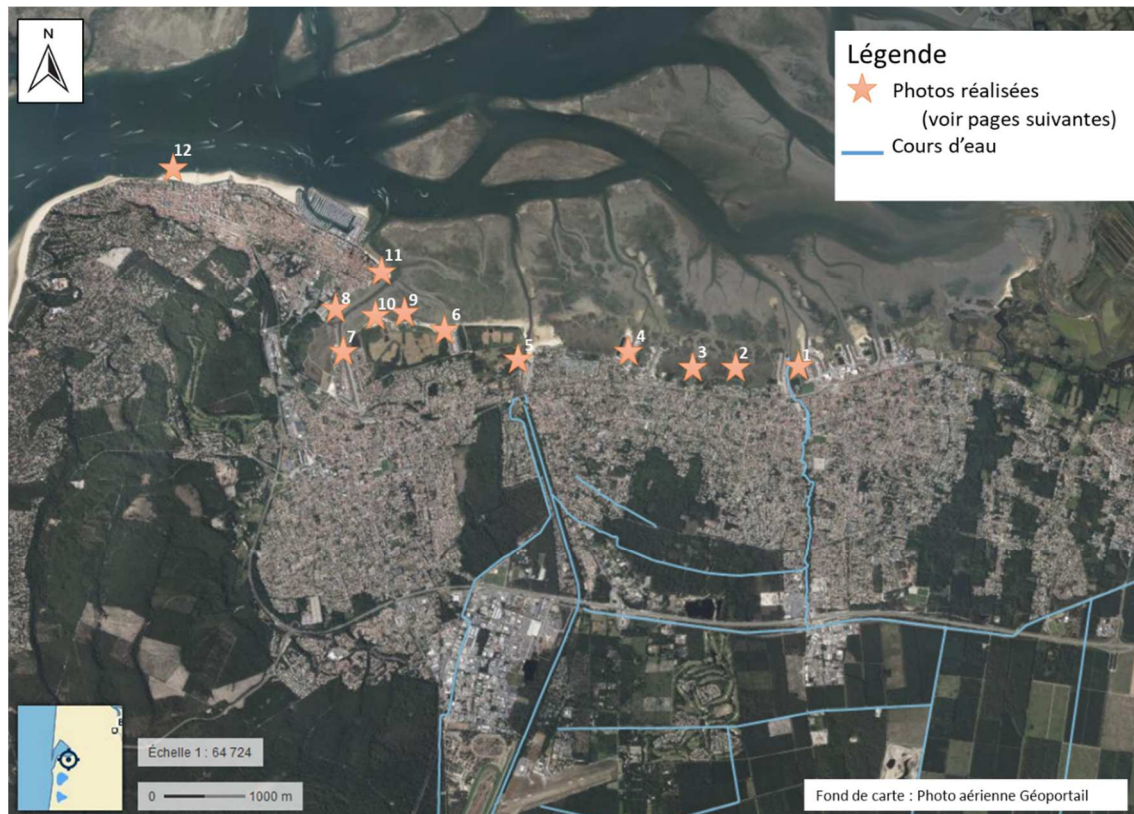 N
Légende
Photos réalisées
(voir pages suivantes)
Cours d'eau
12
11
8
10
9
6
7
5
4
3
2
1
Échelle 1 : 64 724
0 1000 m
Fond de carte : Photo aérienne Géoportail